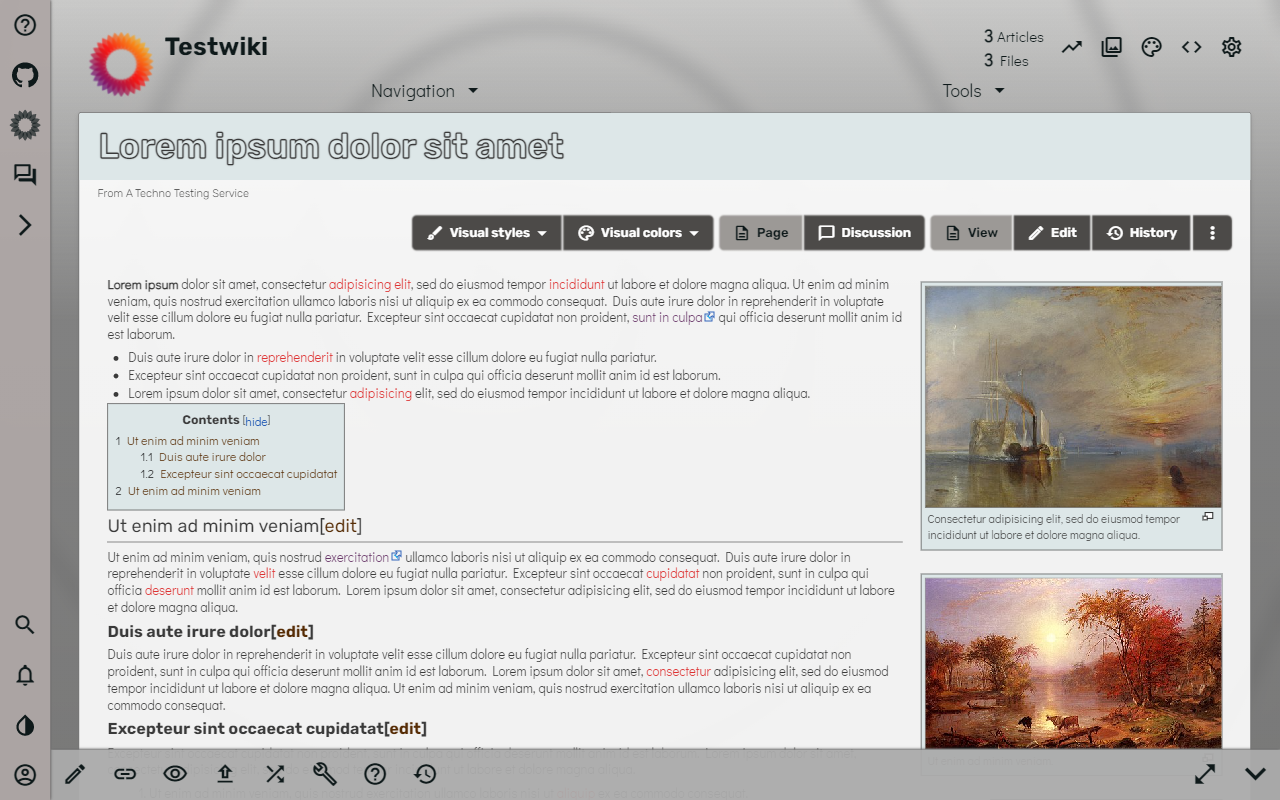 Testwiki
3 Articles
3 Files
Navigation
Tools
Lorem ipsum dolor sit amet
From A Techno Testing Service
Visual styles
Visual colors
Page
Discussion
View
Edit
History
Lorem ipsum dolor sit amet, consectetur adipisicing elit, sed do eiusmod tempor incididunt ut labore et dolore magna aliqua. Ut enim ad minim
veniam, quis nostrud exercitation ullamco laboris nisi ut aliquip ex ea commodo consequat. Duis aute irure dolor in reprehenderit in voluptate
velit esse cillum dolore eu fugiat nulla pariatur. Excepteur sint occaecat cupidatat non proident, sunt in culpa qui officia deserunt mollit anim id
est laborum.
Duis aute irure dolor in reprehenderit in voluptate velit esse cillum dolore eu fugiat nulla pariatur.
Excepteur sint occaecat cupidatat non proident, sunt in culpa qui officia deserunt mollit anim id est laborum.
Lorem ipsum dolor sit amet, consectetur adipisicing elit, sed do eiusmod tempor incididunt ut labore et dolore magna aliqua.
Contents [hide]
1 Ut enim ad minim veniam
1.1 Duis aute irure dolor
1.2 Excepteur sint occaecat cupidatat
2 Ut enim ad minim veniam
Consectetur adipisicing elit, sed do eiusmod tempor
incididunt ut labore et dolore magna aliqua.
Ut enim ad minim veniam[edit]
Ut enim ad minim veniam, quis nostrud exercitation ullamco laboris nisi ut aliquip ex ea commodo consequat. Duis aute irure dolor in
reprehenderit in voluptate velit esse cillum dolore eu fugiat nulla pariatur. Excepteur sint occaecat cupidatat non proident, sunt in culpa qui
officia deserunt mollit anim id est laborum. Lorem ipsum dolor sit amet, consectetur adipisicing elit, sed do eiusmod tempor incididunt ut labore
et dolore magna aliqua.
Duis aute irure dolor[edit]
Duis aute irure dolor in reprehenderit in voluptate velit esse cillum dolore eu fugiat nulla pariatur. Excepteur sint occaecat cupidatat non
proident, sunt in culpa qui officia deserunt mollit anim id est laborum. Lorem ipsum dolor sit amet, consectetur adipisicing elit, sed do eiusmod
tempor incididunt ut labore et dolore magna aliqua. Ut enim ad minim veniam, quis nostrud exercitation ullamco laboris nisi ut aliquip ex ea
commodo consequat.
Excepteur sint occaecat cupidatat[edit]